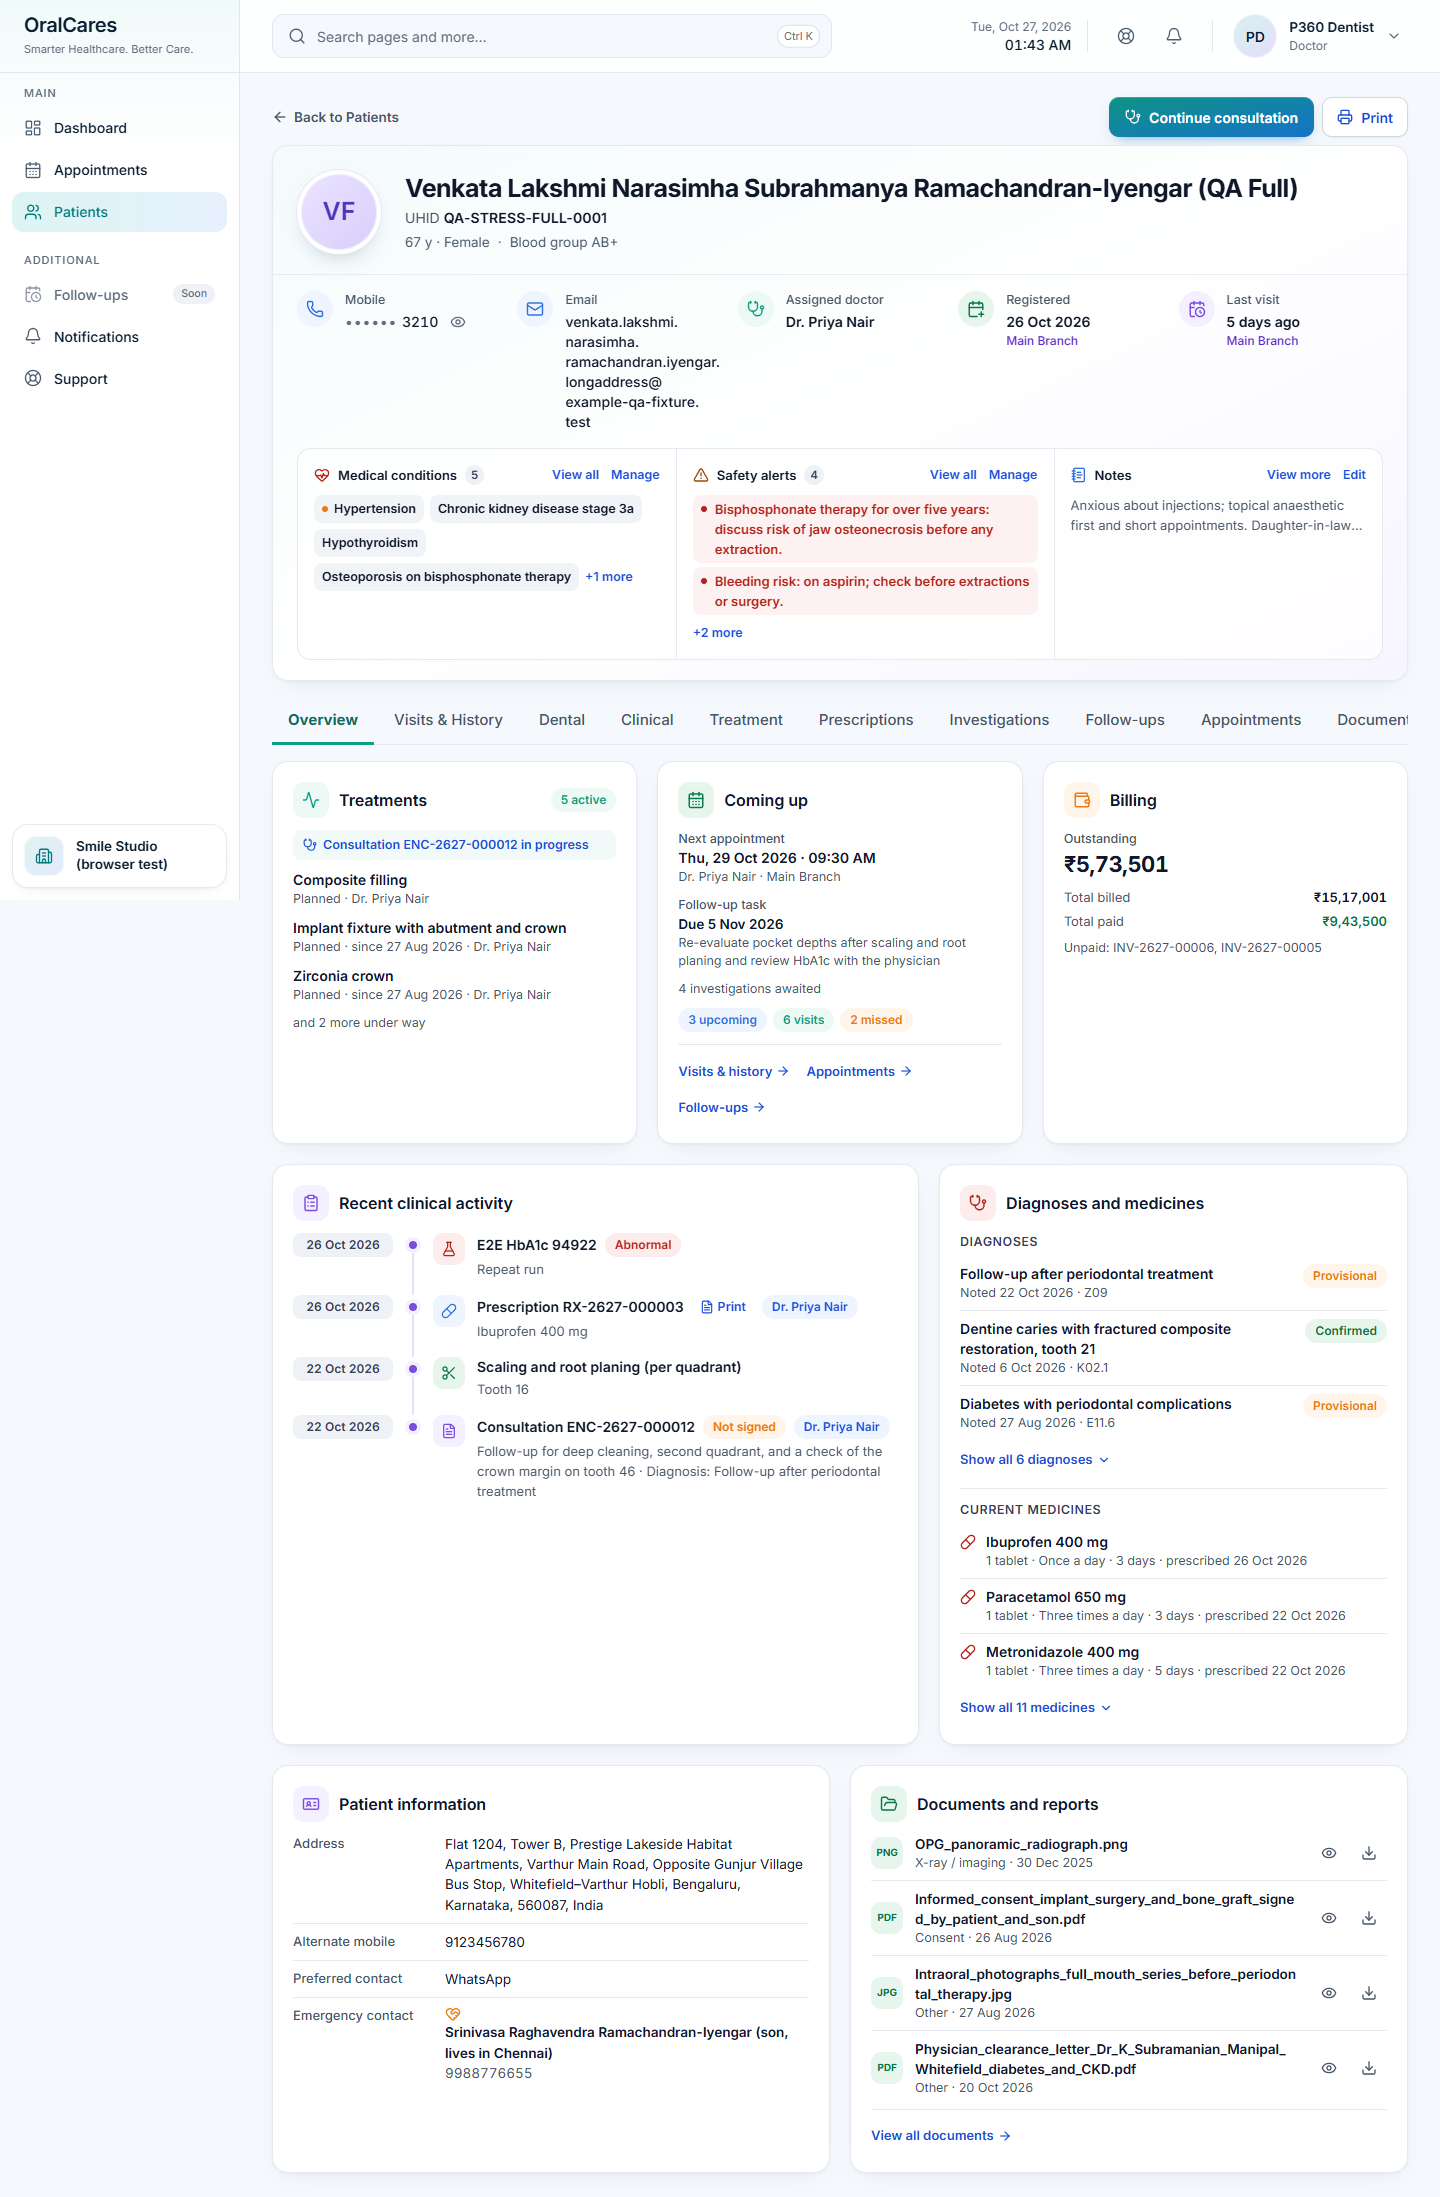 OralCares
Smarter Healthcare. Better Care.
Search pages and more...
Ctrl K
Tue, Oct 27, 2026
01:43 AM
PD
P360 Dentist
Doctor
MAIN
Dashboard
Appointments
Patients
ADDITIONAL
Follow-ups
Soon
Notifications
Support
Smile Studio
(browser test)
Back to Patients
Continue consultation
Print
VF
Venkata Lakshmi Narasimha Subrahmanya Ramachandran-Iyengar (QA Full)
UHID QA-STRESS-FULL-0001
67 y · Female · Blood group AB+
Mobile
•••••• 3210
Email
venkata.lakshmi.
narasimha.
ramachandran.iyengar.
longaddress@
example-qa-fixture.
test
Assigned doctor
Dr. Priya Nair
Registered
26 Oct 2026
Main Branch
Last visit
5 days ago
Main Branch
Medical conditions 5
View all Manage
Hypertension
Chronic kidney disease stage 3a
Hypothyroidism
Osteoporosis on bisphosphonate therapy
+1 more
Safety alerts 4
View all Manage
Bisphosphonate therapy for over five years:
discuss risk of jaw osteonecrosis before any
extraction.
Bleeding risk: on aspirin; check before extractions
or surgery.
+2 more
Notes
View more Edit
Anxious about injections; topical anaesthetic
first and short appointments. Daughter-in-law...
Overview
Visits & History
Dental
Clinical
Treatment
Prescriptions
Investigations
Follow-ups
Appointments
Document
Treatments
5 active
Consultation ENC-2627-000012 in progress
Composite filling
Planned · Dr. Priya Nair
Implant fixture with abutment and crown
Planned · since 27 Aug 2026 · Dr. Priya Nair
Zirconia crown
Planned · since 27 Aug 2026 · Dr. Priya Nair
and 2 more under way
Coming up
Next appointment
Thu, 29 Oct 2026 · 09:30 AM
Dr. Priya Nair · Main Branch
Follow-up task
Due 5 Nov 2026
Re-evaluate pocket depths after scaling and root
planing and review HbA1c with the physician
4 investigations awaited
3 upcoming
6 visits
2 missed
Visits & history
Appointments
Follow-ups
Billing
Outstanding
₹5,73,501
Total billed ₹15,17,001
Total paid ₹9,43,500
Unpaid: INV-2627-00006, INV-2627-00005
Recent clinical activity
26 Oct 2026
E2E HbA1c 94922
Abnormal
Repeat run
26 Oct 2026
Prescription RX-2627-000003
Print
Dr. Priya Nair
Ibuprofen 400 mg
22 Oct 2026
Scaling and root planing (per quadrant)
Tooth 16
22 Oct 2026
Consultation ENC-2627-000012
Not signed
Dr. Priya Nair
Follow-up for deep cleaning, second quadrant, and a check of the
crown margin on tooth 46 · Diagnosis: Follow-up after periodontal
treatment
Diagnoses and medicines
DIAGNOSES
Follow-up after periodontal treatment
Provisional
Noted 22 Oct 2026 · Z09
Dentine caries with fractured composite
restoration, tooth 21
Confirmed
Noted 6 Oct 2026 · K02.1
Diabetes with periodontal complications
Provisional
Noted 27 Aug 2026 · E11.6
Show all 6 diagnoses
CURRENT MEDICINES
Ibuprofen 400 mg
1 tablet · Once a day · 3 days · prescribed 26 Oct 2026
Paracetamol 650 mg
1 tablet · Three times a day · 3 days · prescribed 22 Oct 2026
Metronidazole 400 mg
1 tablet · Three times a day · 5 days · prescribed 22 Oct 2026
Show all 11 medicines
Patient information
Address
Flat 1204, Tower B, Prestige Lakeside Habitat
Apartments, Varthur Main Road, Opposite Gunjur Village
Bus Stop, Whitefield–Varthur Hobli, Bengaluru,
Karnataka, 560087, India
Alternate mobile
9123456780
Preferred contact
WhatsApp
Emergency contact
Srinivasa Raghavendra Ramachandran-Iyengar (son,
lives in Chennai)
9988776655
Documents and reports
PNG
OPG_panoramic_radiograph.png
X-ray / imaging · 30 Dec 2025
PDF
Informed_consent_implant_surgery_and_bone_graft_signe
d_by_patient_and_son.pdf
Consent · 26 Aug 2026
JPG
Intraoral_photographs_full_mouth_series_before_periodon
tal_therapy.jpg
Other · 27 Aug 2026
PDF
Physician_clearance_letter_Dr_K_Subramanian_Manipal_
Whitefield_diabetes_and_CKD.pdf
Other · 20 Oct 2026
View all documents